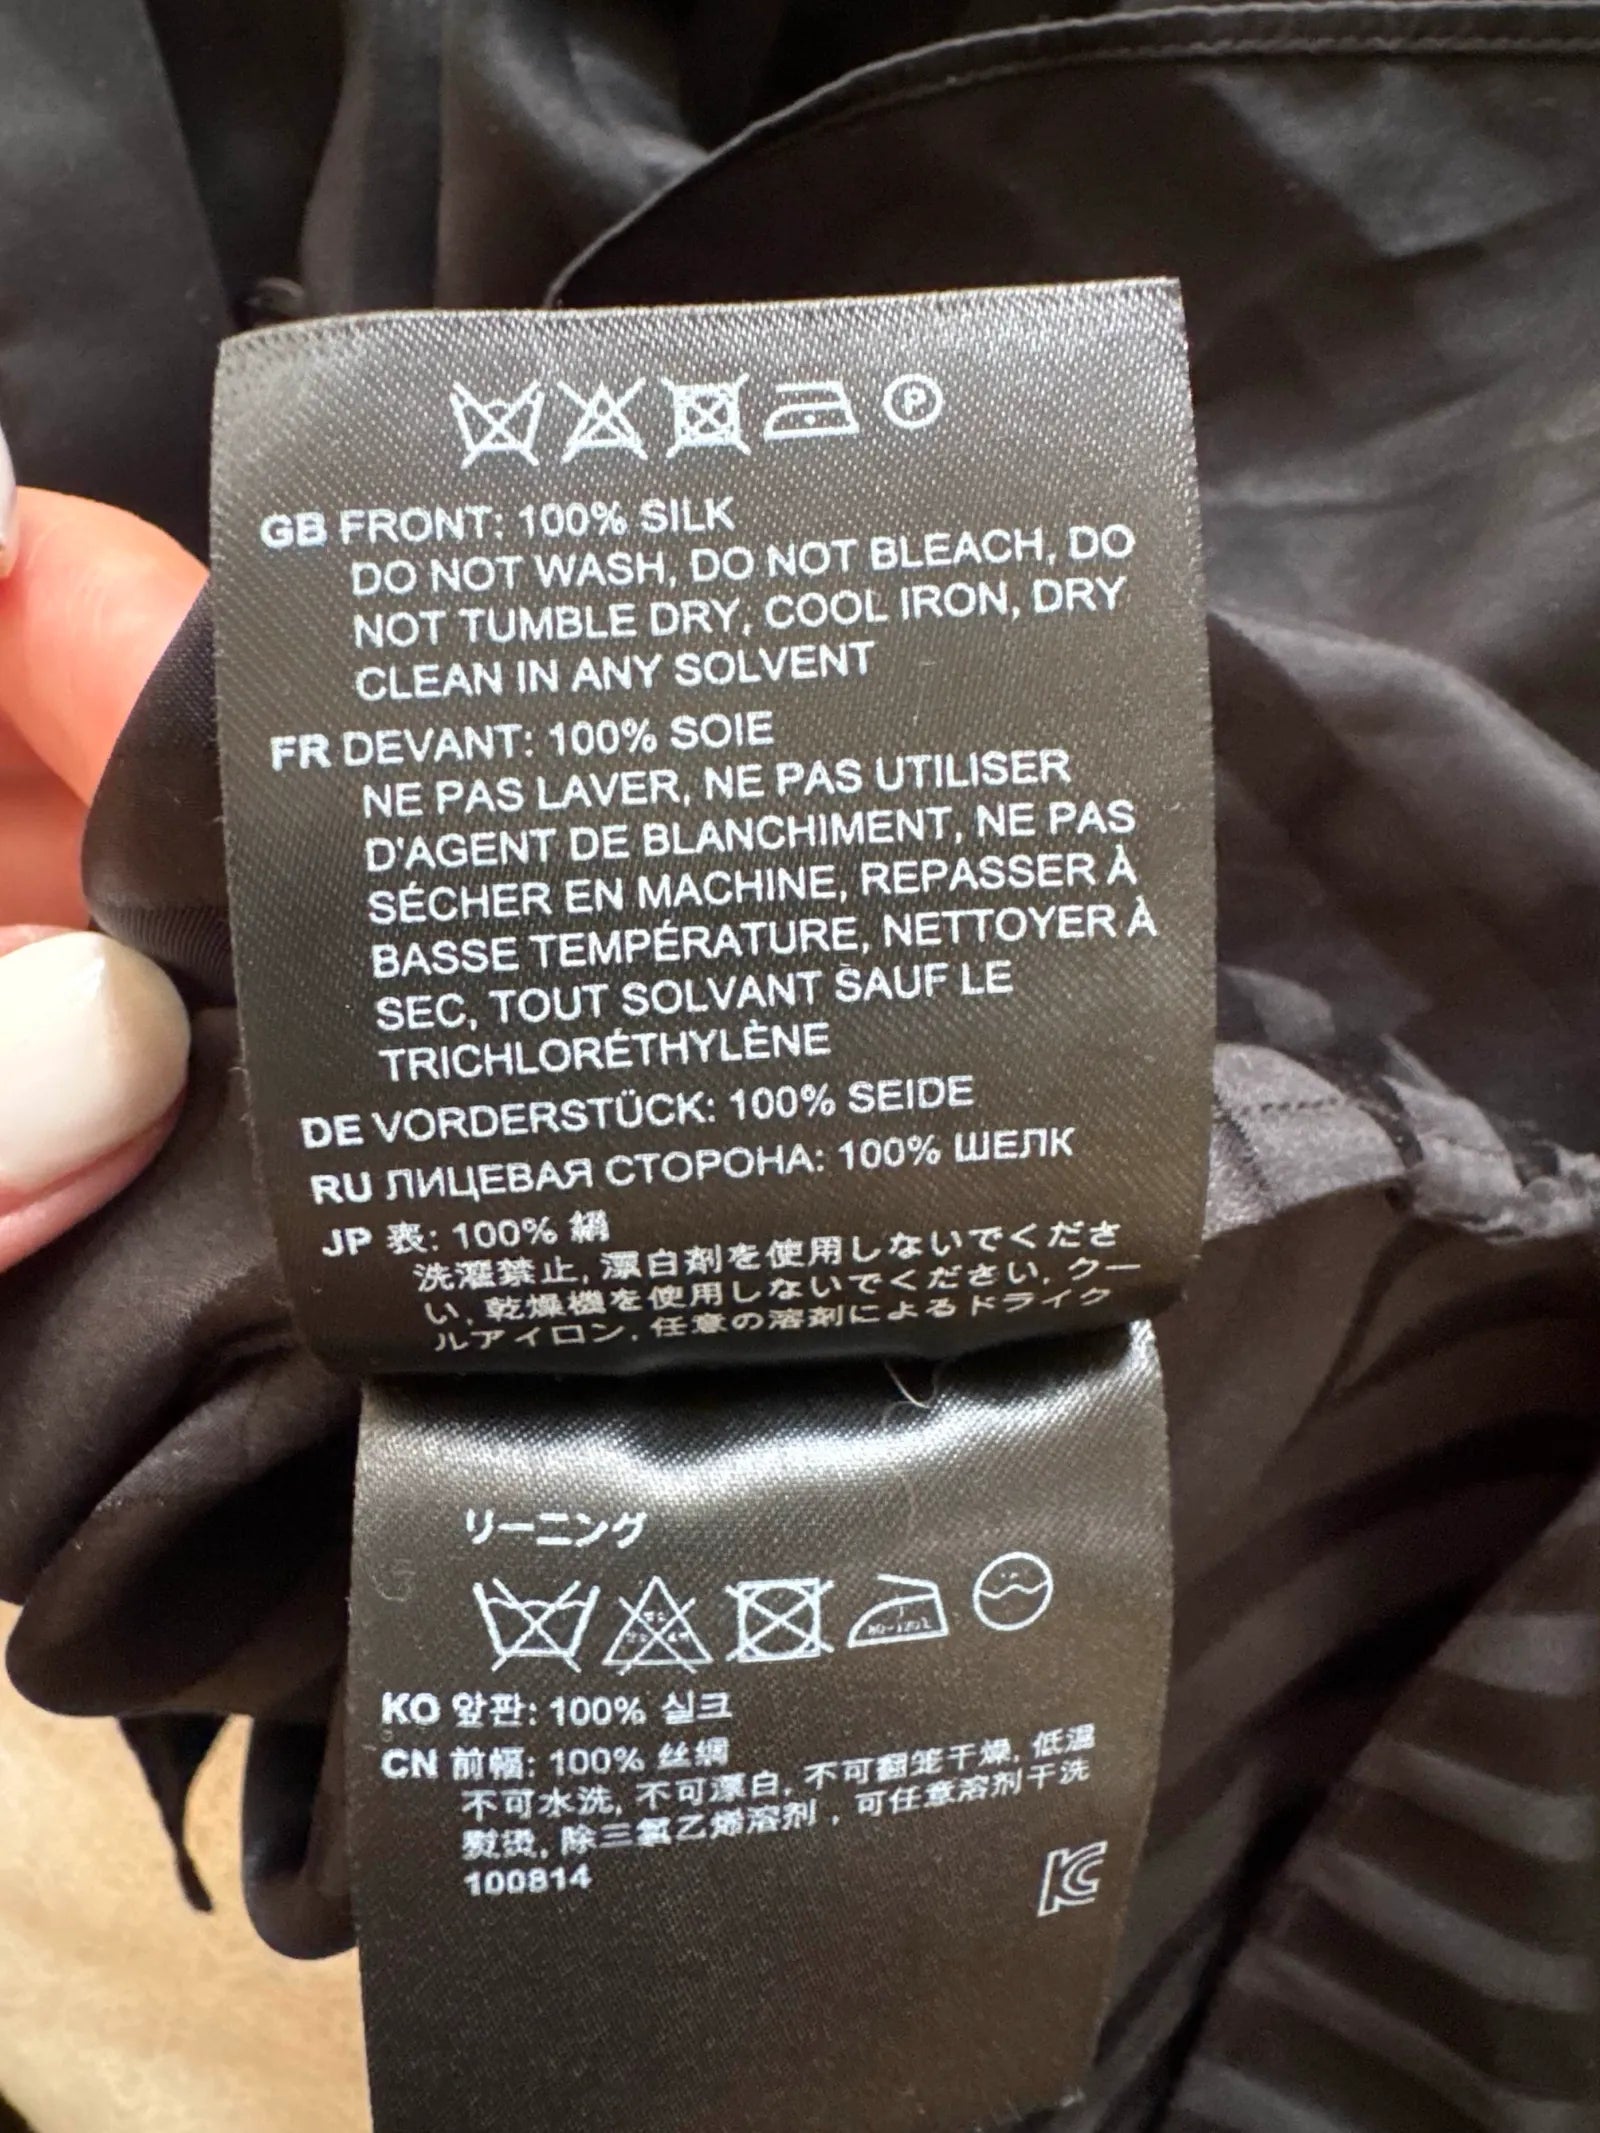 P
GB FRONT: 100% SILK
DO NOT WASH, DO NOT BLEACH, DO
NOT TUMBLE DRY, COOL IRON, DRY
CLEAN IN ANY SOLVENT
FR DEVANT: 100% SOIE
NE PAS LAVER, NE PAS UTILISER
D'AGENT DE BLANCHIMENT, NE PAS
SÉCHER EN MACHINE, REPASSER À
BASSE TEMPÉRATURE, NETTOYER À
SEC, TOUT SOLVANT SAUF LE
TRICHLORÉTHYLÈNE
DE VORDERSTÜCK: 100% SEIDE
RU ЛИЦЕВАЯ СТОРОНА: 100% ШЕЛК
JP 表: 100% 絹
洗濯禁止, 漂白剤を使用しないでくださ
い, 乾燥機を使用しないでください, クー
ルアイロン, 任意の溶剤によるドライク
リーニング
KO 앞판: 100% 실크
CN 前幅: 100% 丝绸
不可水洗, 不可漂白, 不可翻笼干燥, 低温
熨烫, 除三氯乙烯溶剂, 可任意溶剂干洗
100814
KC